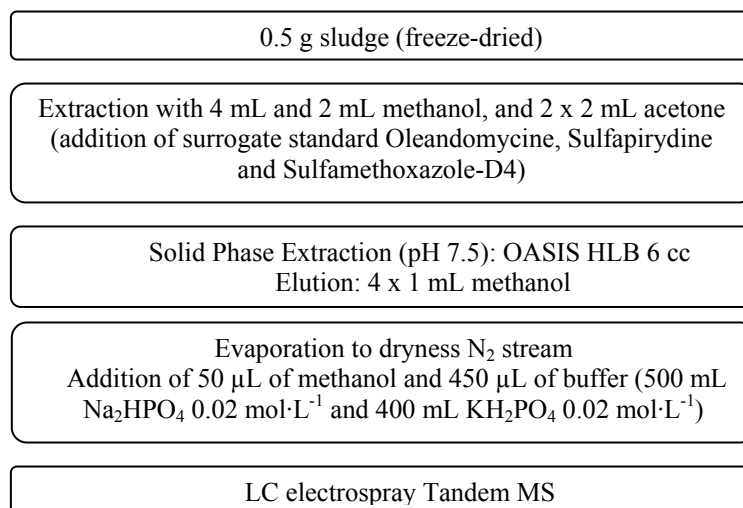 0.5 g sludge (freeze-dried)
Extraction with 4 mL and 2 mL methanol, and 2 x 2 mL acetone
(addition of surrogate standard Oleandomycine, Sulfapirydine
and Sulfamethoxazole-D4)
Solid Phase Extraction (pH 7.5): OASIS HLB 6 cc
Elution: 4 x 1 mL methanol
Evaporation to dryness N₂ stream
Addition of 50 µL of methanol and 450 µL of buffer (500 mL
Na₂HPO₄ 0.02 mol·L⁻¹ and 400 mL KH₂PO₄ 0.02 mol·L⁻¹)
LC electrospray Tandem MS